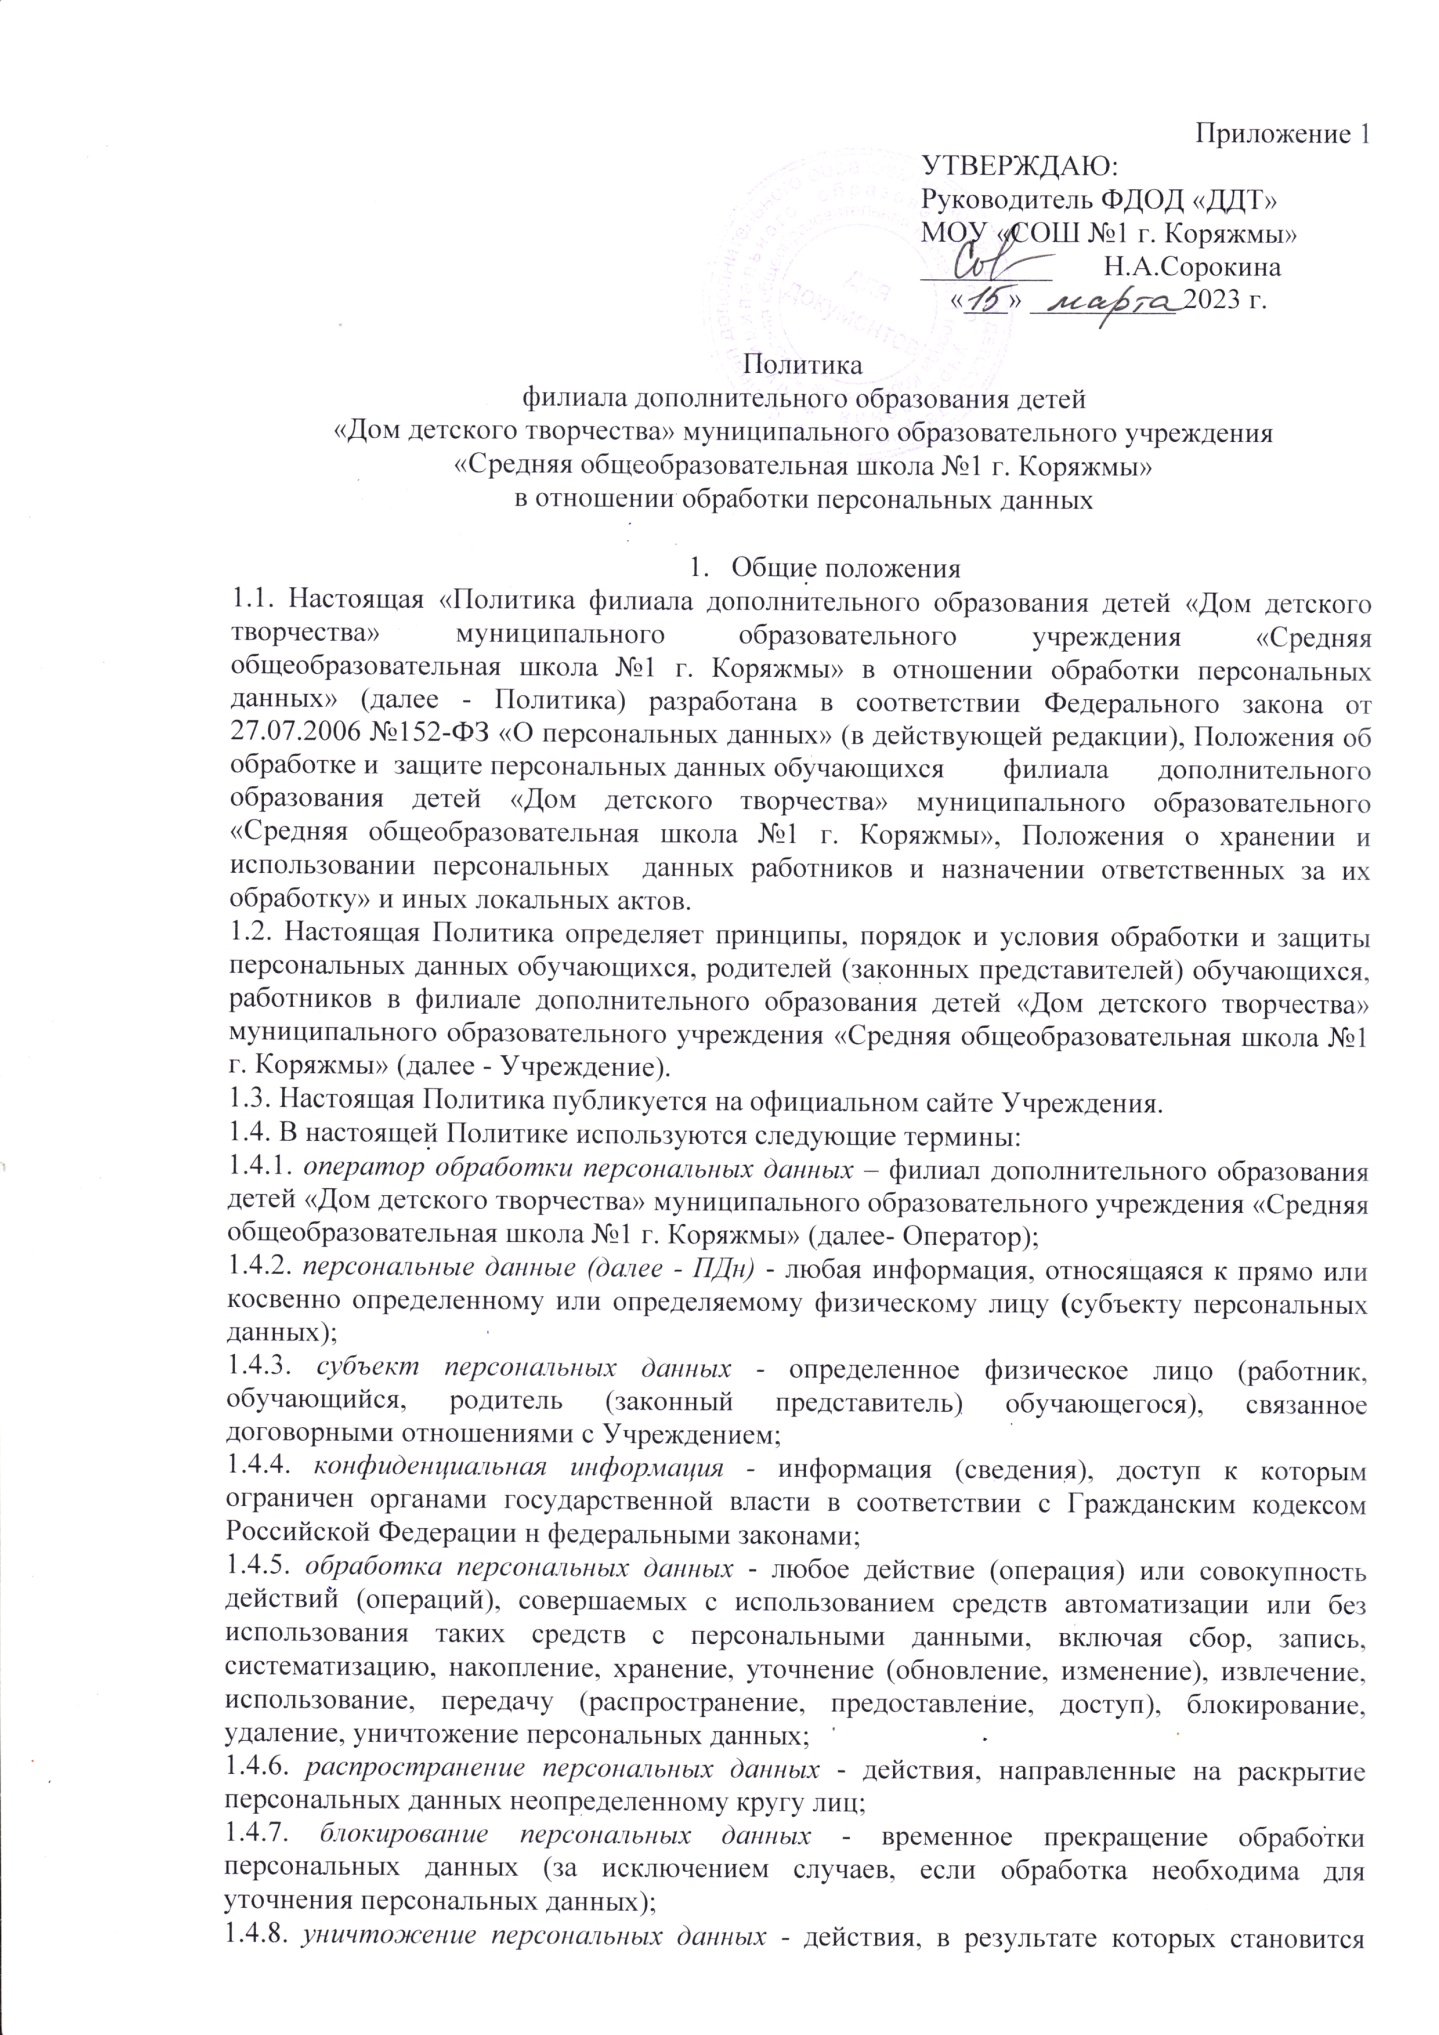 Приложение 1
УТВЕРЖДАЮ:
Руководитель ФДОД «ДДТ»
МОУ «СОШ №1 г. Коряжмы»
Н.А.Сорокина
«15» марта 2023 г.
для
документов
Политика
филиала дополнительного образования детей
«Дом детского творчества» муниципального образовательного учреждения
«Средняя общеобразовательная школа №1 г. Коряжмы»
в отношении обработки персональных данных
1. Общие положения
1.1. Настоящая «Политика филиала дополнительного образования детей «Дом детского
творчества» муниципального образовательного учреждения «Средняя
общеобразовательная школа №1 г. Коряжмы» в отношении обработки персональных
данных» (далее - Политика) разработана в соответствии Федерального закона от
27.07.2006 №152-ФЗ «О персональных данных» (в действующей редакции), Положения об
обработке и защите персональных данных обучающихся филиала дополнительного
образования детей «Дом детского творчества» муниципального образовательного
«Средняя общеобразовательная школа №1 г. Коряжмы», Положения о хранении и
использовании персональных данных работников и назначении ответственных за их
обработку» и иных локальных актов.
1.2. Настоящая Политика определяет принципы, порядок и условия обработки и защиты
персональных данных обучающихся, родителей (законных представителей) обучающихся,
работников в филиале дополнительного образования детей «Дом детского творчества»
муниципального образовательного учреждения «Средняя общеобразовательная школа №1
г. Коряжмы» (далее - Учреждение).
1.3. Настоящая Политика публикуется на официальном сайте Учреждения.
1.4. В настоящей Политике используются следующие термины:
1.4.1. оператор обработки персональных данных – филиал дополнительного образования
детей «Дом детского творчества» муниципального образовательного учреждения «Средняя
общеобразовательная школа №1 г. Коряжмы» (далее- Оператор);
1.4.2. персональные данные (далее - ПДн) - любая информация, относящаяся к прямо или
косвенно определенному или определяемому физическому лицу (субъекту персональных
данных);
1.4.3. субъект персональных данных - определенное физическое лицо (работник,
обучающийся, родитель (законный представитель) обучающегося), связанное
договорными отношениями с Учреждением;
1.4.4. конфиденциальная информация - информация (сведения), доступ к которым
ограничен органами государственной власти в соответствии с Гражданским кодексом
Российской Федерации н федеральными законами;
1.4.5. обработка персональных данных - любое действие (операция) или совокупность
действий (операций), совершаемых с использованием средств автоматизации или без
использования таких средств с персональными данными, включая сбор, запись,
систематизацию, накопление, хранение, уточнение (обновление, изменение), извлечение,
использование, передачу (распространение, предоставление, доступ), блокирование,
удаление, уничтожение персональных данных;
1.4.6. распространение персональных данных - действия, направленные на раскрытие
персональных данных неопределенному кругу лиц;
1.4.7. блокирование персональных данных - временное прекращение обработки
персональных данных (за исключением случаев, если обработка необходима для
уточнения персональных данных);
1.4.8. уничтожение персональных данных - действия, в результате которых становится